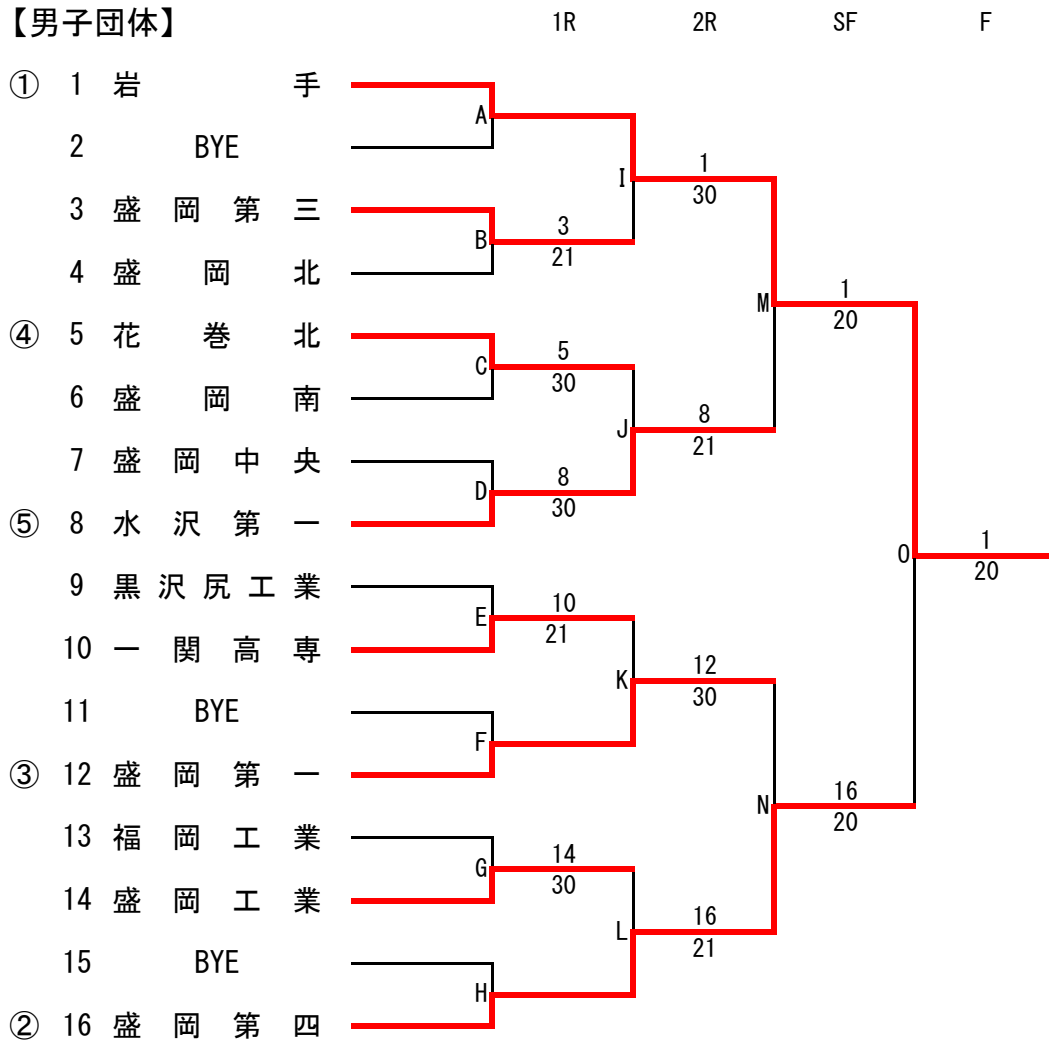 【男子団体】 1R 2R SF F
① 1 岩手
A
2 BYE
I 1
30
3 盛岡第三
B 3
21
4 盛岡北
M 1
20
④ 5 花巻北
C 5
30
6 盛岡南
J 8
21
7 盛岡中央
D 8
30
⑤ 8 水沢第一
O 1
20
9 黒沢尻工業
E 10
21
10 一関高専
K 12
30
11 BYE
F
③ 12 盛岡第一
N 16
20
13 福岡工業
G 14
30
14 盛岡工業
L 16
21
15 BYE
H
② 16 盛岡第四